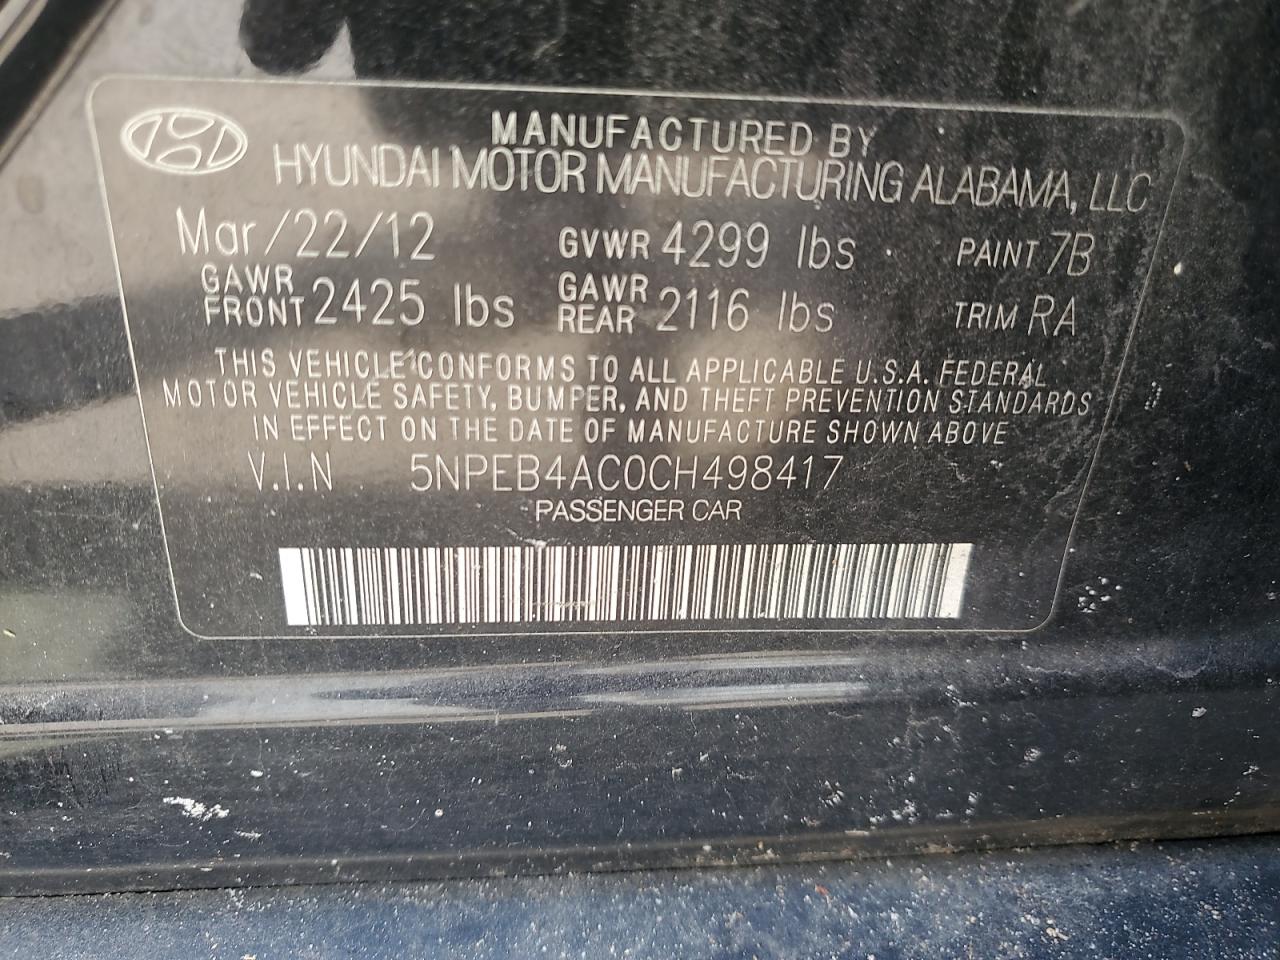 MANUFACTURED BY
HYUNDAI MOTOR MANUFACTURING ALABAMA, LLC
Mar/22/12 GVWR 4299 lbs PAINT 7B
GAWR FRONT 2425 lbs GAWR REAR 2116 lbs TRIM RA
THIS VEHICLE CONFORMS TO ALL APPLICABLE U.S.A. FEDERAL
MOTOR VEHICLE SAFETY, BUMPER, AND THEFT PREVENTION STANDARDS
IN EFFECT ON THE DATE OF MANUFACTURE SHOWN ABOVE
V.I.N 5NPEB4AC0CH498417
PASSENGER CAR